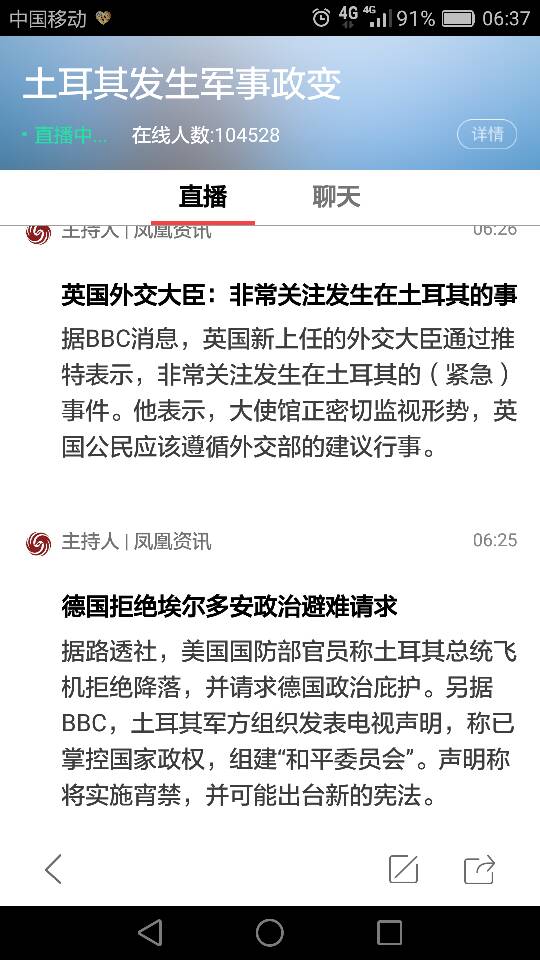 中国移动
4G 4G 91% 06:37
土耳其发生军事政变
直播中... 在线人数:104528 详情
直播 聊天
主持人 | 凤凰资讯 06:26
英国外交大臣：非常关注发生在土耳其的事
据BBC消息，英国新上任的外交大臣通过推
特表示，非常关注发生在土耳其的（紧急）
事件。他表示，大使馆正密切监视形势，英
国公民应该遵循外交部的建议行事。
主持人 | 凤凰资讯 06:25
德国拒绝埃尔多安政治避难请求
据路透社，美国国防部官员称土耳其总统飞
机拒绝降落，并请求德国政治庇护。另据
BBC，土耳其军方组织发表电视声明，称已
掌控国家政权，组建“和平委员会”。声明称
将实施宵禁，并可能出台新的宪法。